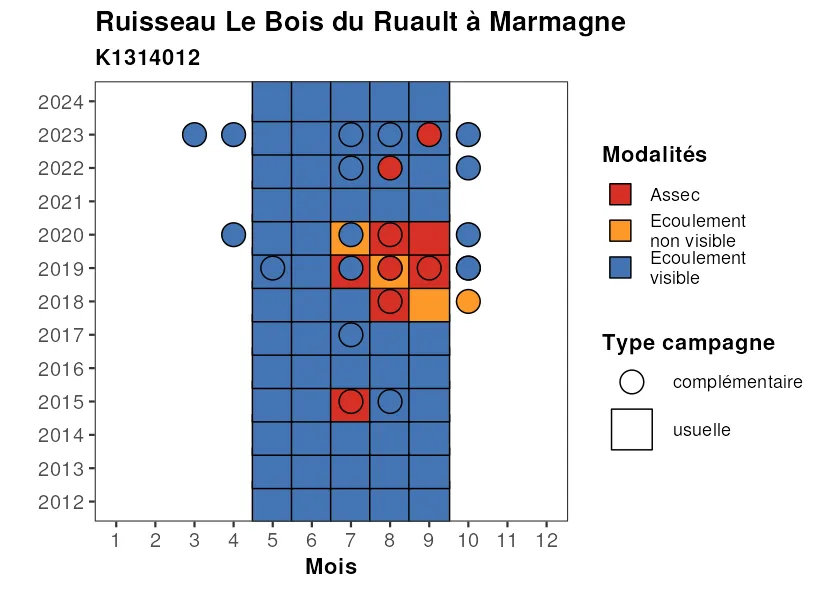 Ruisseau Le Bois du Ruault à Marmagne
K1314012
2024
2023
2022
2021
2020
2019
2018
2017
2016
2015
2014
2013
2012
1 2 3 4 5 6 7 8 9 10 11 12
Mois
Modalités
Assec
Ecoulement
non visible
Ecoulement
visible
Type campagne
complémentaire
usuelle